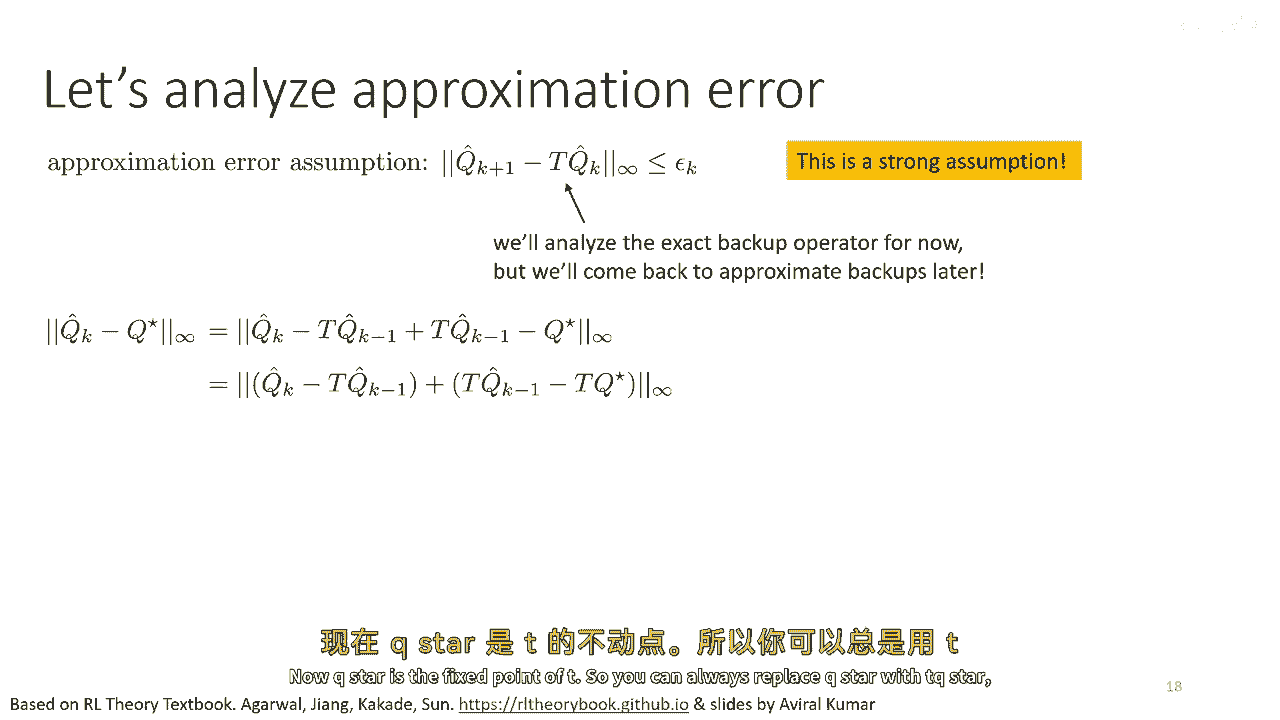 Let's analyze approximation error
approximation error assumption: $||\hat{Q}_{k+1} - T\hat{Q}_k||_\infty \leq \epsilon_k$
This is a strong assumption!
we'll analyze the exact backup operator for now,
but we'll come back to approximate backups later!
$||\hat{Q}_k - Q^\star||_\infty = ||\hat{Q}_k - T\hat{Q}_{k-1} + T\hat{Q}_{k-1} - Q^\star||_\infty$
$= ||(\hat{Q}_k - T\hat{Q}_{k-1}) + (T\hat{Q}_{k-1} - TQ^\star)||_\infty$
现在 q star 是 t 的不动点。所以你可以总是用 t
Now q star is the fixed point of t. So you can always replace q star with tq star,
18
Based on RL Theory Textbook. Agarwal, Jiang, Kakade, Sun. https://rltheorybook.github.io & slides by Aviral Kumar